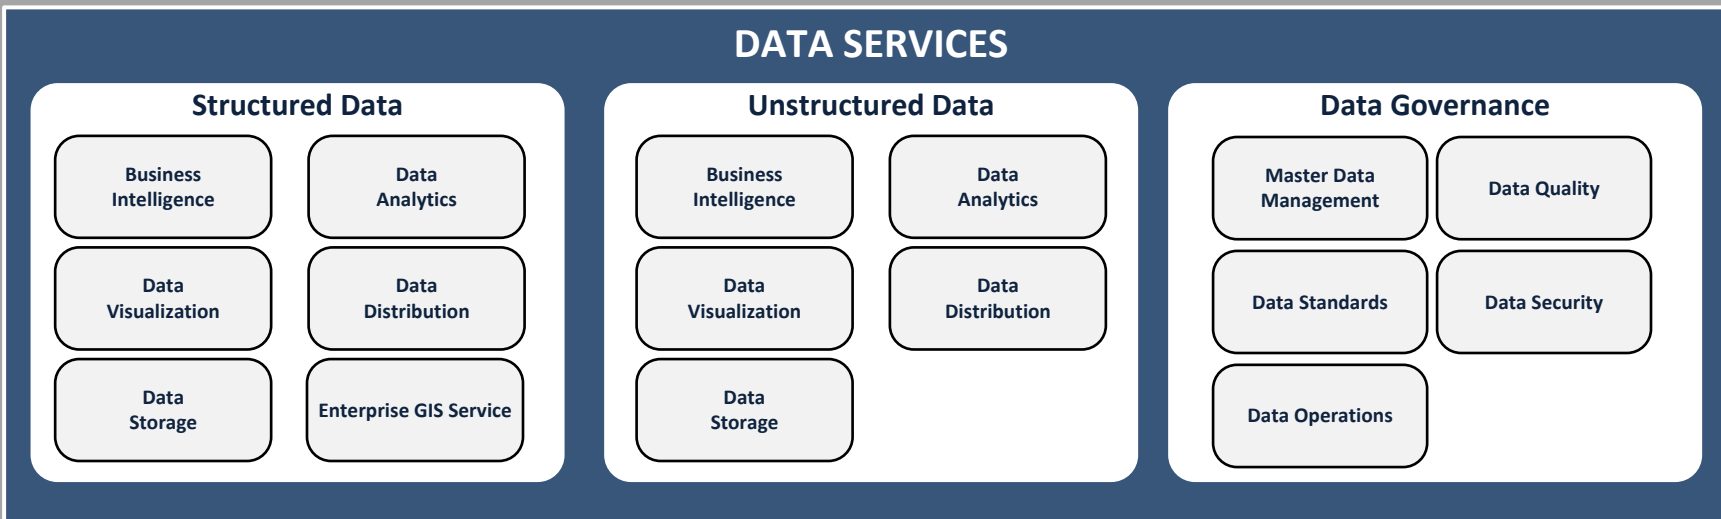 DATA SERVICES
Structured Data
Business
Intelligence
Data
Analytics
Data
Visualization
Data
Distribution
Data
Storage
Enterprise GIS Service
Unstructured Data
Business
Intelligence
Data
Analytics
Data
Visualization
Data
Distribution
Data
Storage
Data Governance
Master Data
Management
Data Quality
Data Standards
Data Security
Data Operations